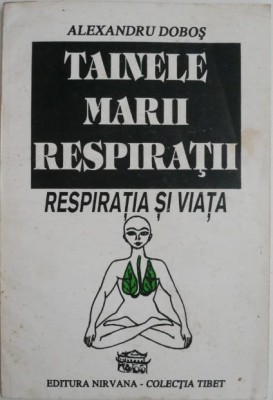 ALEXANDRU DOBOŞ
TAINELE
MARII
RESPIRAŢII
RESPIRAŢIA ŞI VIAŢA
EDITURA NIRVANA - COLECŢIA TIBET